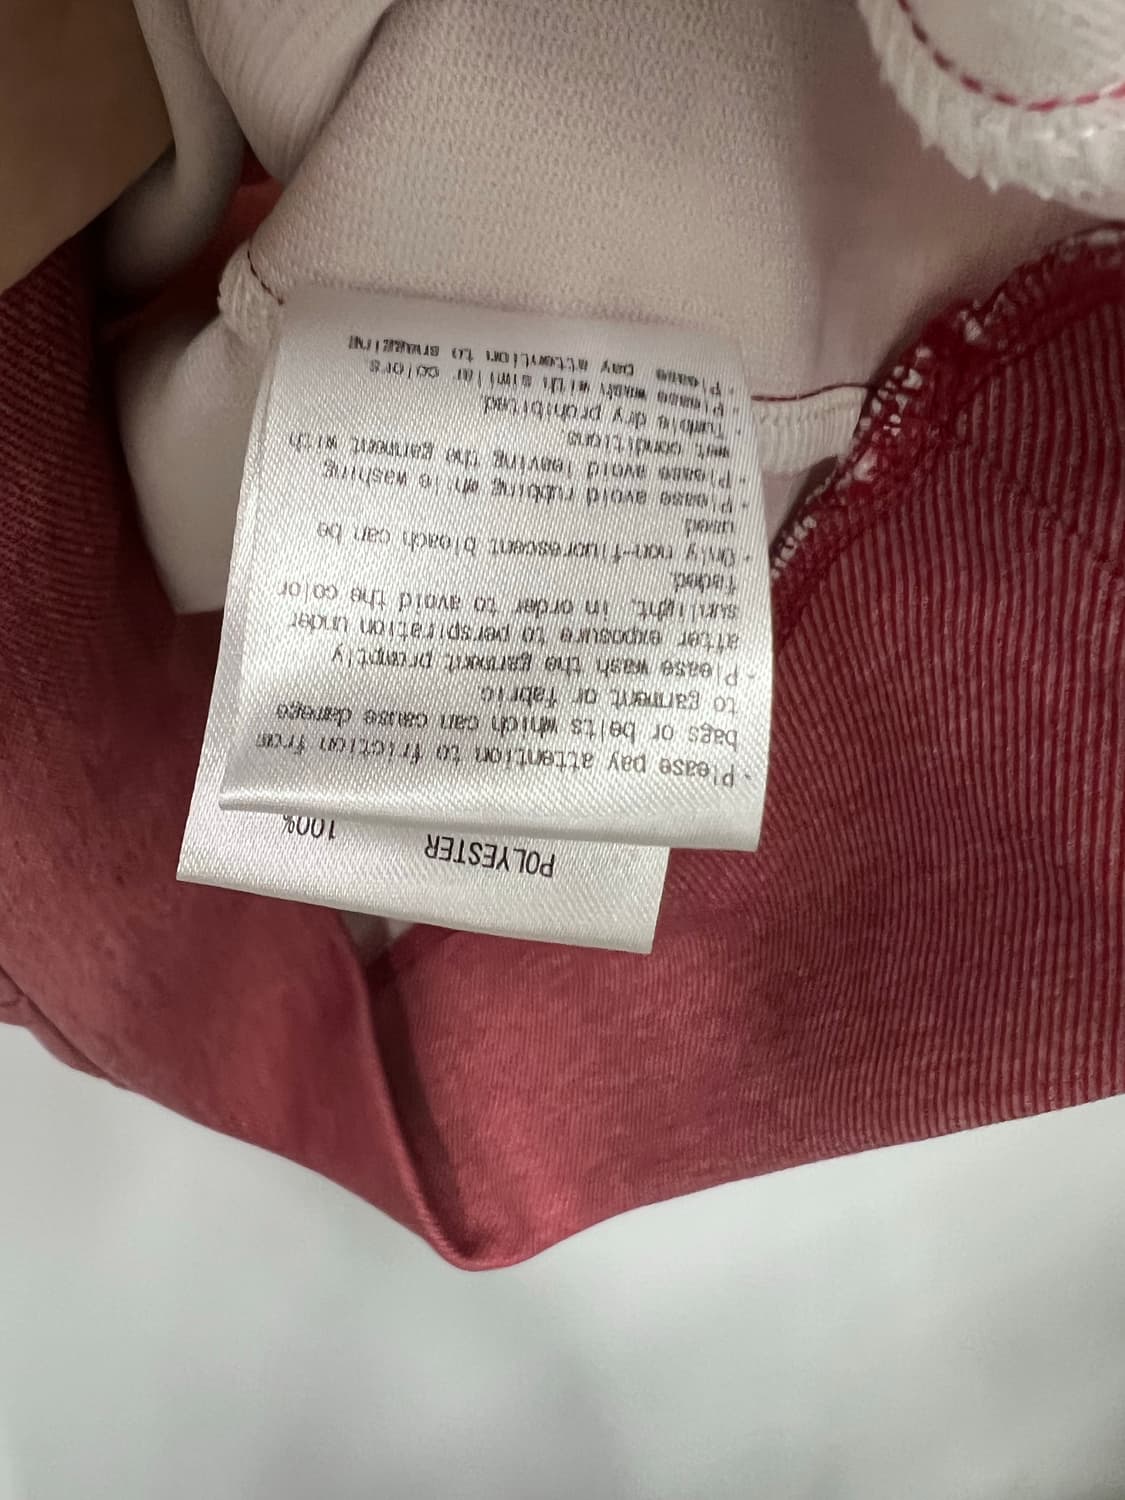 POLYESTER 100%
· Please pay attention to friction from
bags or belts which can cause damege
to garment or fabric
· Please wash the garment promptly
after exposure to perspiration under
sunlight, in order to avoid the color
faded.
· Only non-fluorescent bleach can be
used
· Please avoid rubbing while washing
· Please avoid leaving the garment with
wet conditions
· Tumble dry prohibited.
· Please wash with similar colors.
· Please pay attention to snagging